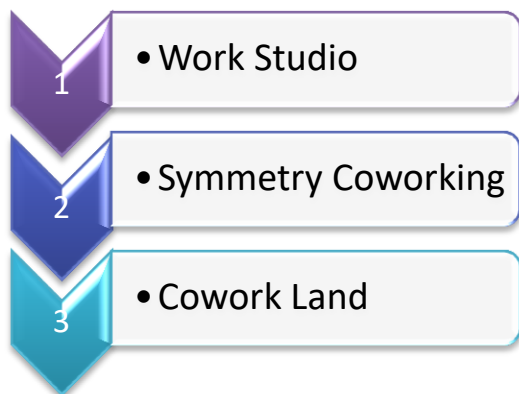 1
• Work Studio
2
• Symmetry Coworking
3
• Cowork Land